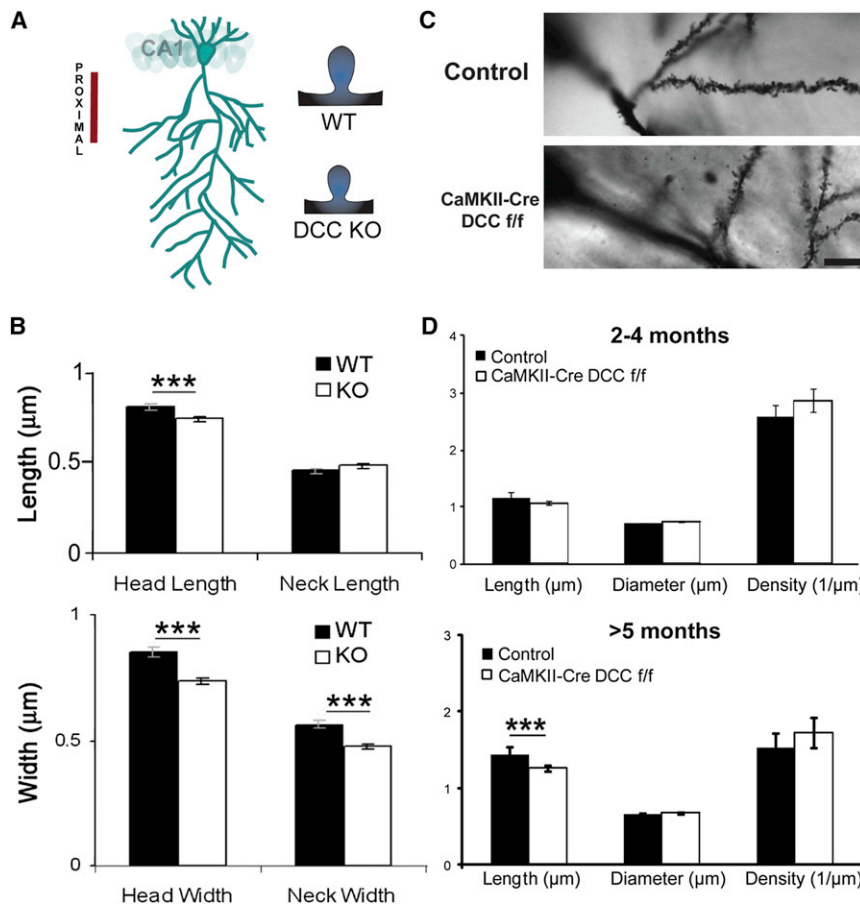 A
PROXIMAL
CA1
WT
DCC KO
B
1
0.5
0
Length (µm)
***
WT
KO
Head Length
Neck Length
1
0.5
0
Width (µm)
***
***
WT
KO
Head Width
Neck Width
C
Control
CaMKII-Cre
DCC f/f
D
2-4 months
Control
CaMKII-Cre DCC f/f
4
3
2
1
0
Length (µm)
Diameter (µm)
Density (1/µm)
>5 months
Control
CaMKII-Cre DCC f/f
3
2
1
0
***
Length (µm)
Diameter (µm)
Density (1/µm)